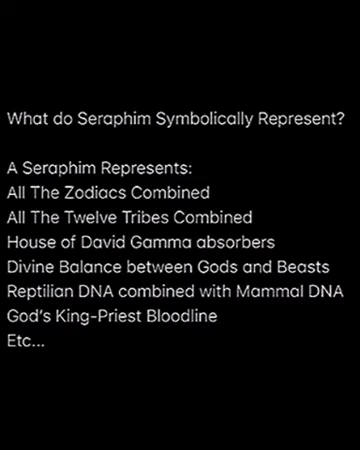 What do Seraphim Symbolically Represent?
A Seraphim Represents:
All The Zodiacs Combined
All The Twelve Tribes Combined
House of David Gamma absorbers
Divine Balance between Gods and Beasts
Reptilian DNA combined with Mammal DNA
God's King-Priest Bloodline
Etc...